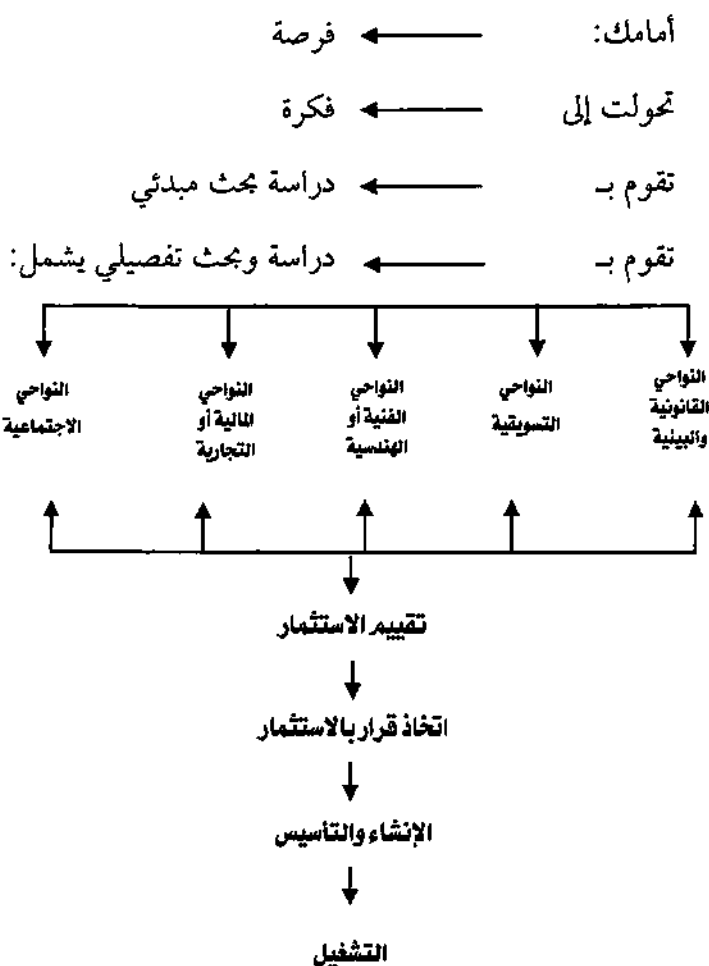 أمامك: فرصة
تحولت إلى فكرة
تقوم بـ دراسة بحث مبدئي
تقوم بـ دراسة وبحث تفصيلي يشمل:
النواحي
القانونية
والبيئية
النواحي
التسويقية
النواحي
الفنية أو
الهندسية
النواحي
المالية أو
التجارية
النواحي
الاجتماعية
تقييم الاستثمار
اتخاذ قرار بالاستثمار
الإنشاء والتأسيس
التشغيل